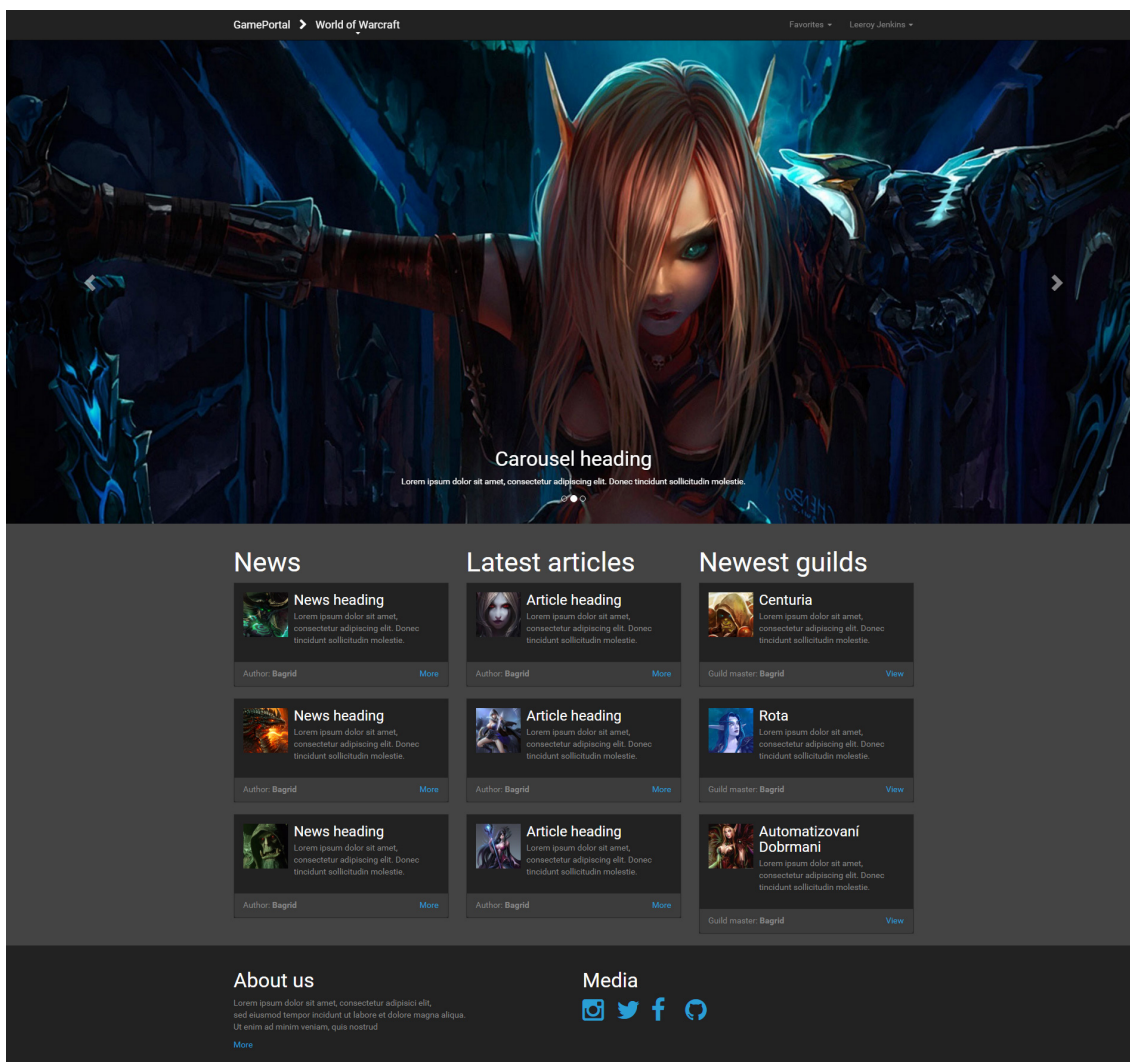 GamePortal World of Warcraft
Favorites Leeroy Jenkins
Carousel heading
Lorem ipsum dolor sit amet, consectetur adipiscing elit. Donec tincidunt sollicitudin molestie.
News
News heading
Lorem ipsum dolor sit amet,
consectetur adipiscing elit. Donec
tincidunt sollicitudin molestie.
Author: Bagrid More
News heading
Lorem ipsum dolor sit amet,
consectetur adipiscing elit. Donec
tincidunt sollicitudin molestie.
Author: Bagrid More
News heading
Lorem ipsum dolor sit amet,
consectetur adipiscing elit. Donec
tincidunt sollicitudin molestie.
Author: Bagrid More
Latest articles
Article heading
Lorem ipsum dolor sit amet,
consectetur adipiscing elit. Donec
tincidunt sollicitudin molestie.
Author: Bagrid More
Article heading
Lorem ipsum dolor sit amet,
consectetur adipiscing elit. Donec
tincidunt sollicitudin molestie.
Author: Bagrid More
Article heading
Lorem ipsum dolor sit amet,
consectetur adipiscing elit. Donec
tincidunt sollicitudin molestie.
Author: Bagrid More
Newest guilds
Centuria
Lorem ipsum dolor sit amet,
consectetur adipiscing elit. Donec
tincidunt sollicitudin molestie.
Guild master: Bagrid View
Rota
Lorem ipsum dolor sit amet,
consectetur adipiscing elit. Donec
tincidunt sollicitudin molestie.
Guild master: Bagrid View
Automatizovaní
Dobrmani
Lorem ipsum dolor sit amet,
consectetur adipiscing elit. Donec
tincidunt sollicitudin molestie.
Guild master: Bagrid View
About us
Lorem ipsum dolor sit amet, consectetur adipisici elit,
sed eiusmod tempor incidunt ut labore et dolore magna aliqua.
Ut enim ad minim veniam, quis nostrud
More
Media